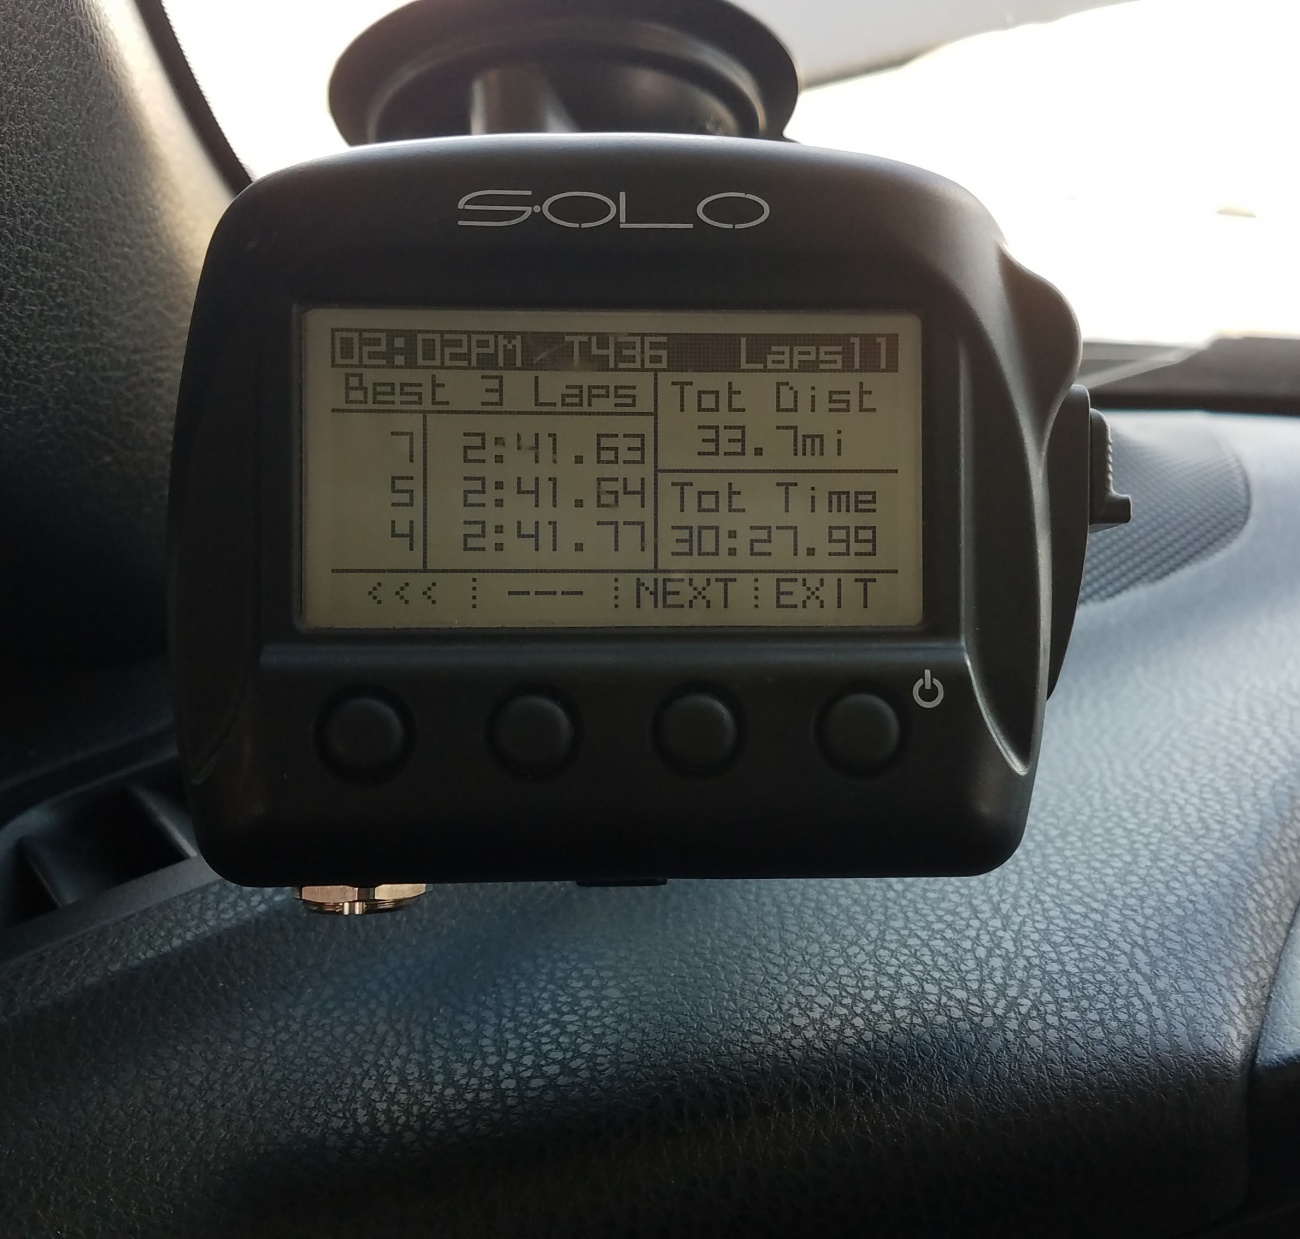 SOLO
02:02PM T436 Laps11
Best 3 Laps
7 2:41.63
5 2:41.64
4 2:41.77
Tot Dist
33.7mi
Tot Time
30:27.99
<<< --- NEXT EXIT